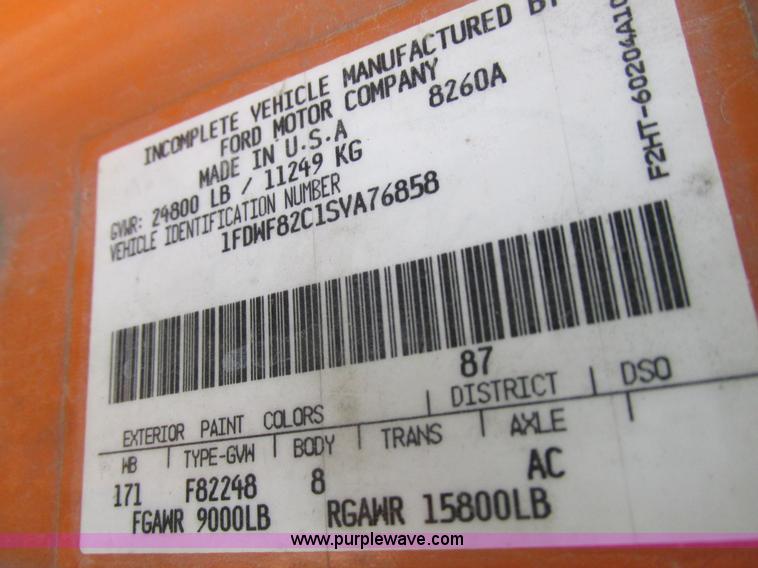 INCOMPLETE VEHICLE MANUFACTURED BY
FORD MOTOR COMPANY
MADE IN U.S.A 8260A
GVWR: 24800 LB / 11249 KG
VEHICLE IDENTIFICATION NUMBER
1FDWF82C1SVA76858
F2HT-60204A10
87
EXTERIOR PAINT COLORS DISTRICT DSO
WB TYPE-GVW BODY TRANS AXLE
171 F82248 8 AC
FGAWR 9000LB RGAWR 15800LB
www.purplewave.com